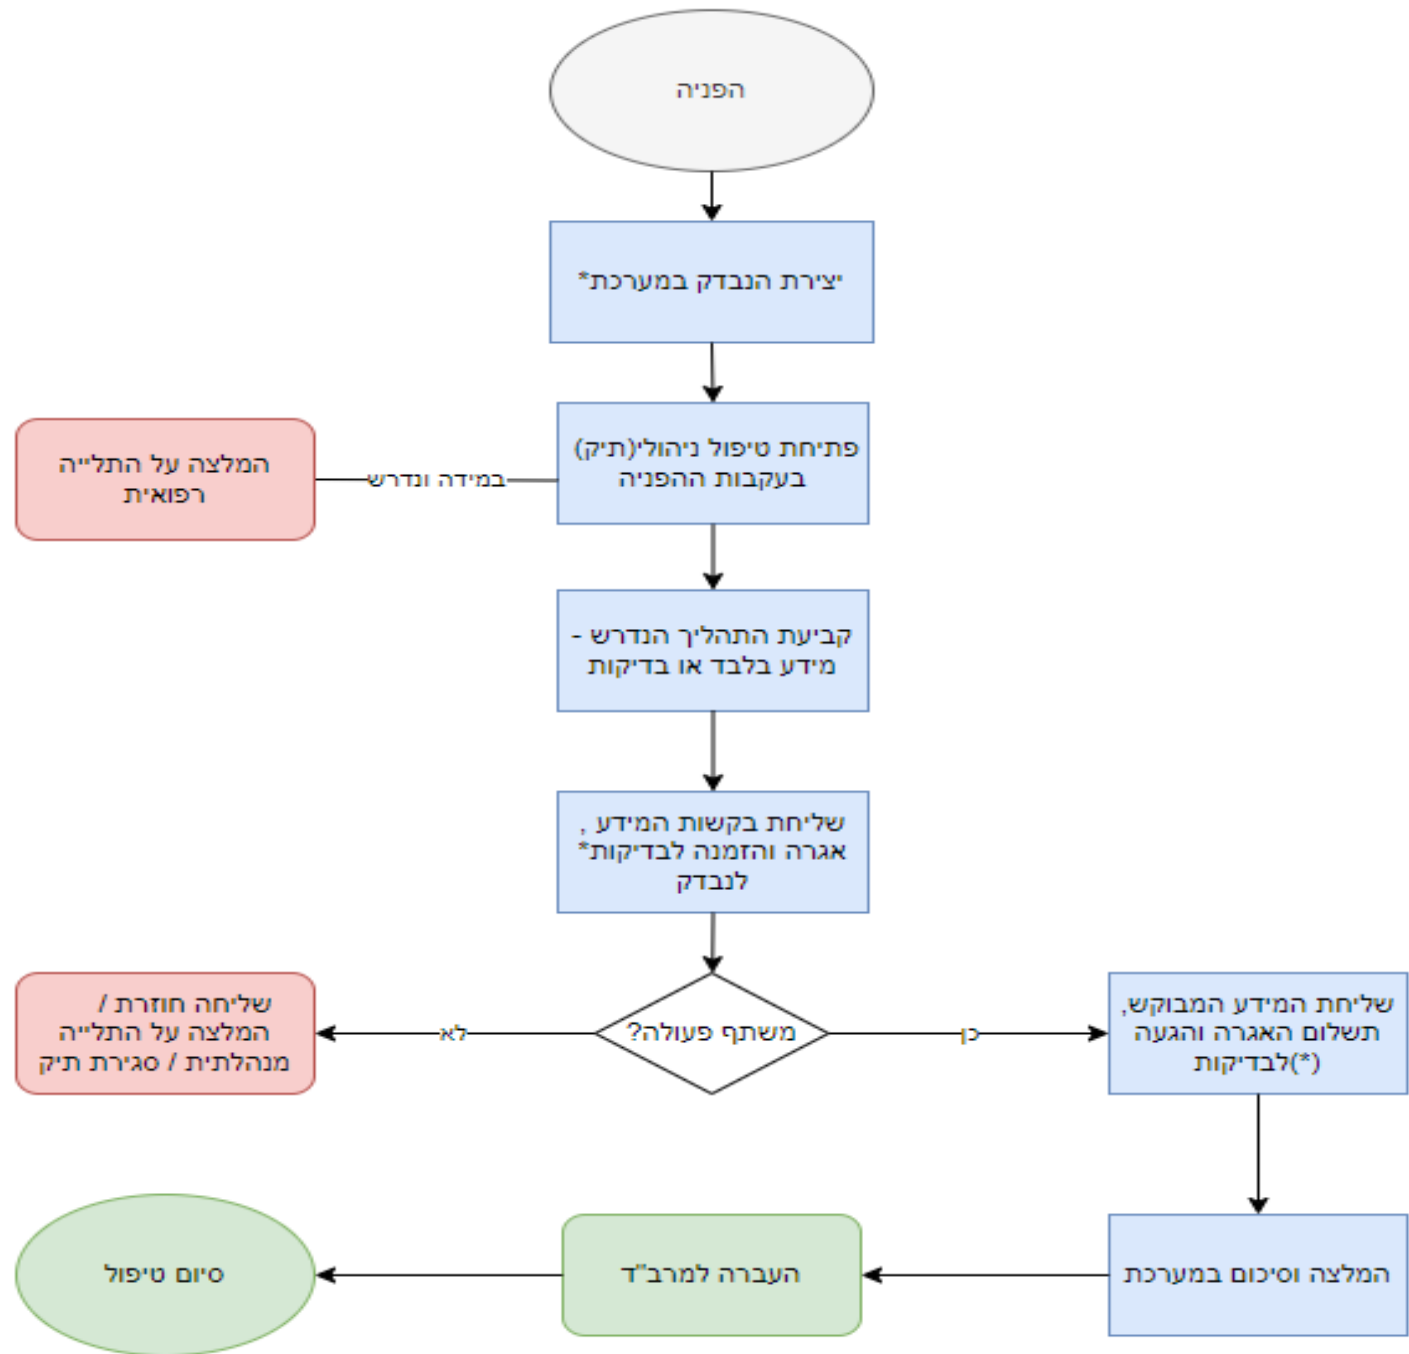 הפניה
יצירת הנבדק במערכת*
פתיחת טיפול ניהולי(תיק)
בעקבות ההפניה
במידה ונדרש
המלצה על התלייה
רפואית
קביעת התהליך הנדרש -
מידע בלבד או בדיקות
שליחת בקשות המידע ,
אגרה והזמנה לבדיקות*
לנבדק
משתף פעולה?
לא
שליחה חוזרת /
המלצה על התלייה
מנהלתית / סגירת תיק
כן
שליחת המידע המבוקש,
תשלום האגרה והגעה
לבדיקות(*)
המלצה וסיכום במערכת
העברה למרב"ד
סיום טיפול